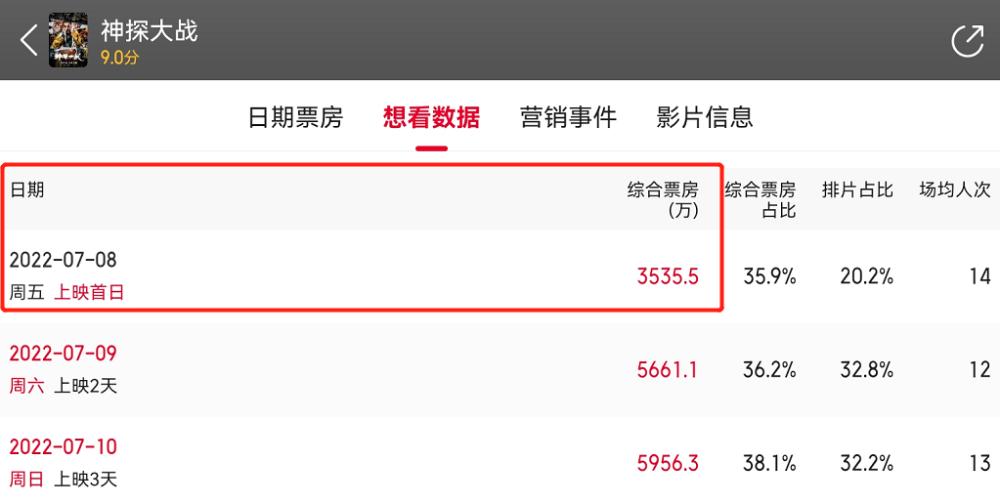 神探大战
9.0分
日期票房 想看数据 营销事件 影片信息
日期 综合票房 综合票房 排片占比 场均人次
(万) 占比
2022-07-08
周五 上映首日 3535.5 35.9% 20.2% 14
2022-07-09
周六 上映2天 5661.1 36.2% 32.8% 12
2022-07-10
周日 上映3天 5956.3 38.1% 32.2% 13